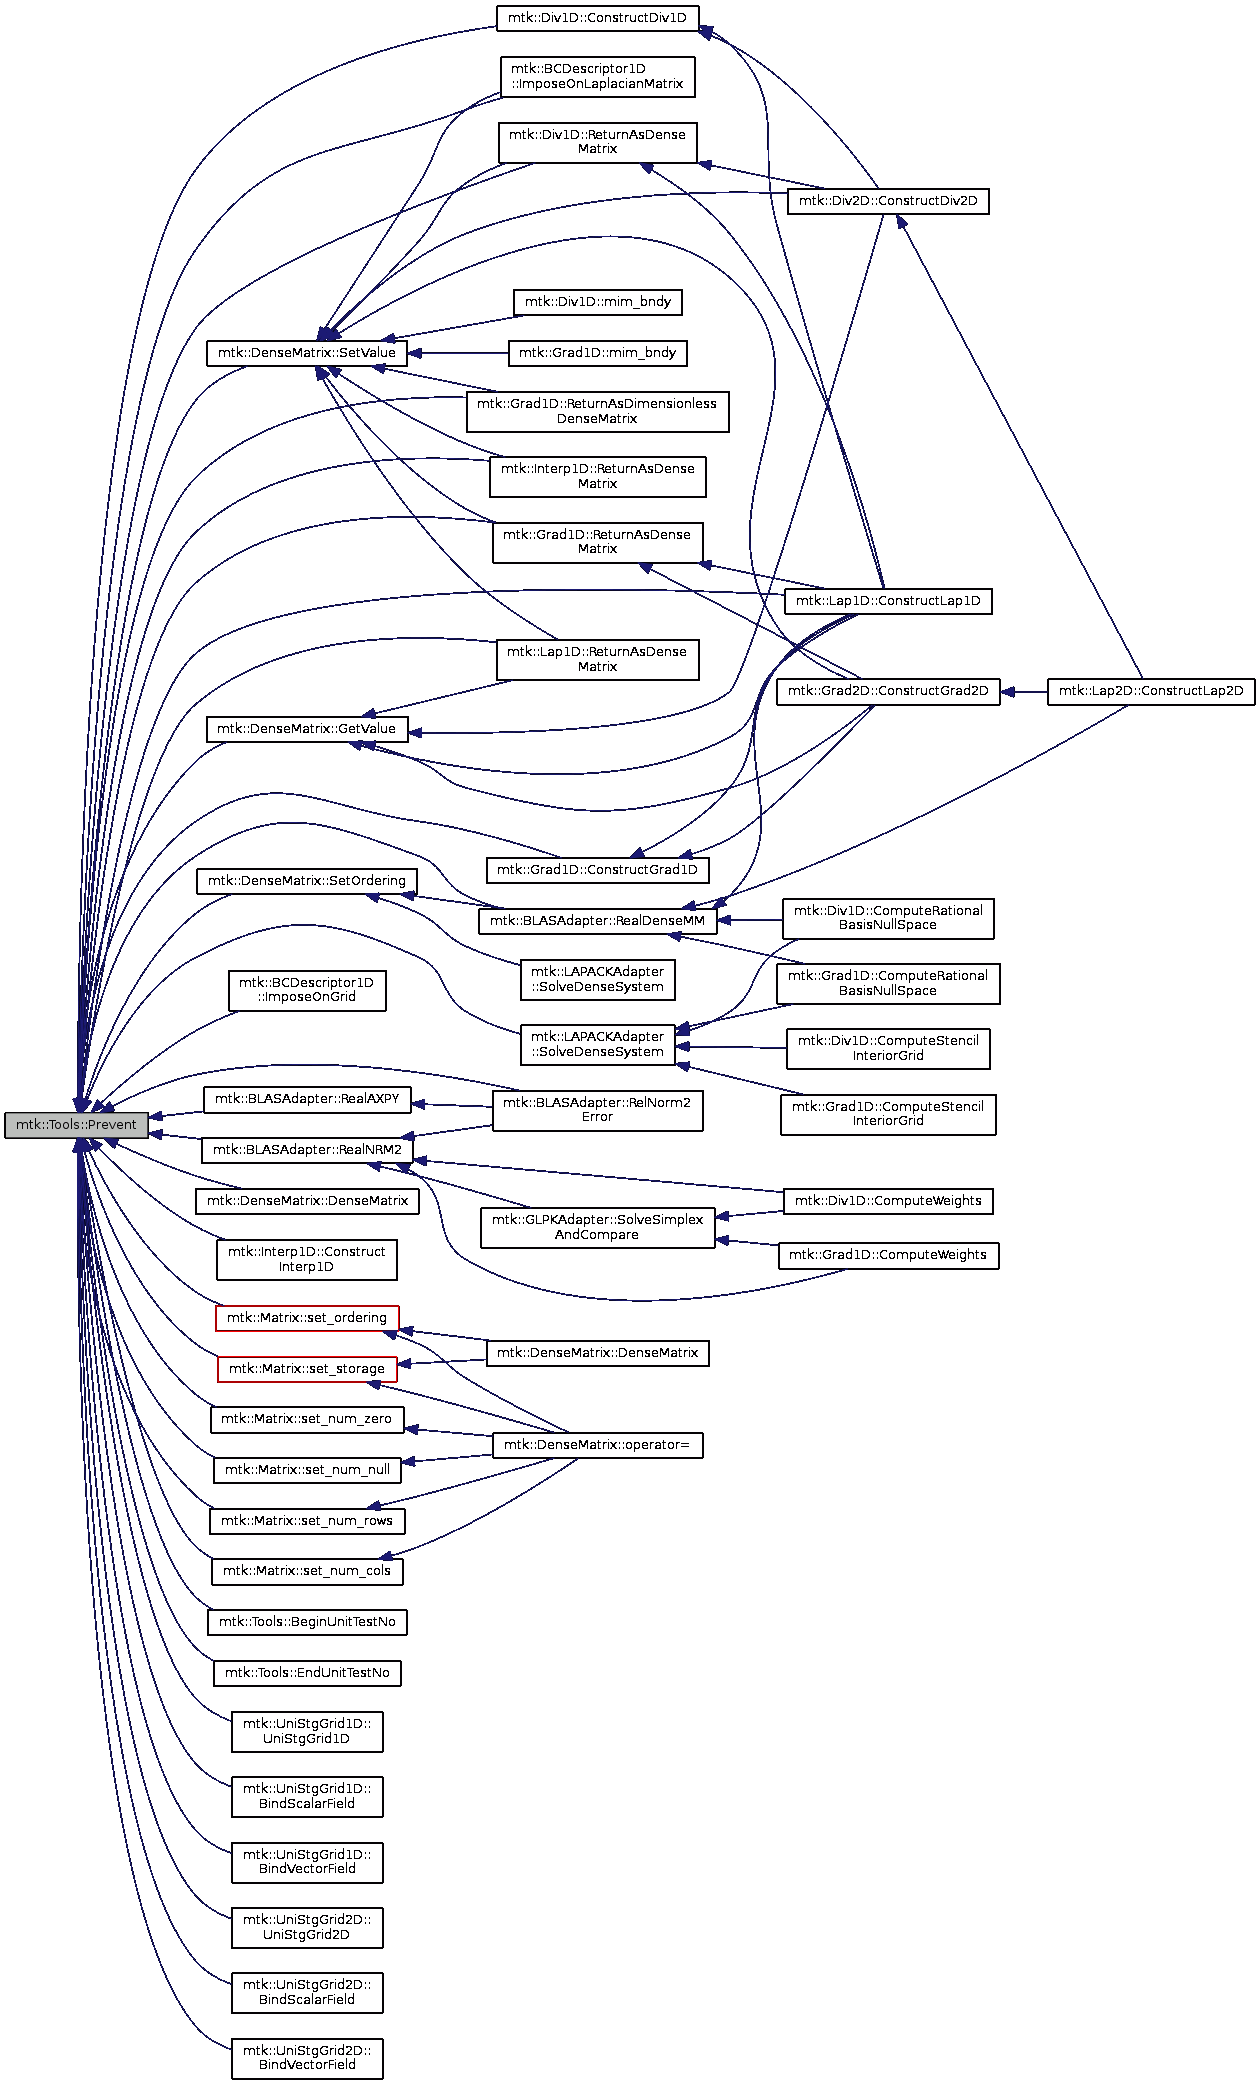 mtk::Div1D::ConstructDiv1D
mtk::BCDescriptor1D
::ImposeOnLaplacianMatrix
mtk::Div1D::ReturnAsDense
Matrix
mtk::Div2D::ConstructDiv2D
mtk::Div1D::mim_bndy
mtk::DenseMatrix::SetValue
mtk::Grad1D::mim_bndy
mtk::Grad1D::ReturnAsDimensionless
DenseMatrix
mtk::Interp1D::ReturnAsDense
Matrix
mtk::Grad1D::ReturnAsDense
Matrix
mtk::Lap1D::ConstructLap1D
mtk::Lap1D::ReturnAsDense
Matrix
mtk::Grad2D::ConstructGrad2D
mtk::Lap2D::ConstructLap2D
mtk::DenseMatrix::GetValue
mtk::Grad1D::ConstructGrad1D
mtk::DenseMatrix::SetOrdering
mtk::BLASAdapter::RealDenseMM
mtk::Div1D::ComputeRational
BasisNullSpace
mtk::LAPACKAdapter
::SolveDenseSystem
mtk::Grad1D::ComputeRational
BasisNullSpace
mtk::BCDescriptor1D
::ImposeOnGrid
mtk::LAPACKAdapter
::SolveDenseSystem
mtk::Div1D::ComputeStencil
InteriorGrid
mtk::BLASAdapter::RealAXPY
mtk::BLASAdapter::RelNorm2
Error
mtk::Grad1D::ComputeStencil
InteriorGrid
mtk::Tools::Prevent
mtk::BLASAdapter::RealNRM2
mtk::DenseMatrix::DenseMatrix
mtk::Div1D::ComputeWeights
mtk::GLPKAdapter::SolveSimplex
AndCompare
mtk::Interp1D::Construct
Interp1D
mtk::Grad1D::ComputeWeights
mtk::Matrix::set_ordering
mtk::DenseMatrix::DenseMatrix
mtk::Matrix::set_storage
mtk::Matrix::set_num_zero
mtk::DenseMatrix::operator=
mtk::Matrix::set_num_null
mtk::Matrix::set_num_rows
mtk::Matrix::set_num_cols
mtk::Tools::BeginUnitTestNo
mtk::Tools::EndUnitTestNo
mtk::UniStgGrid1D::
UniStgGrid1D
mtk::UniStgGrid1D::
BindScalarField
mtk::UniStgGrid1D::
BindVectorField
mtk::UniStgGrid2D::
UniStgGrid2D
mtk::UniStgGrid2D::
BindScalarField
mtk::UniStgGrid2D::
BindVectorField